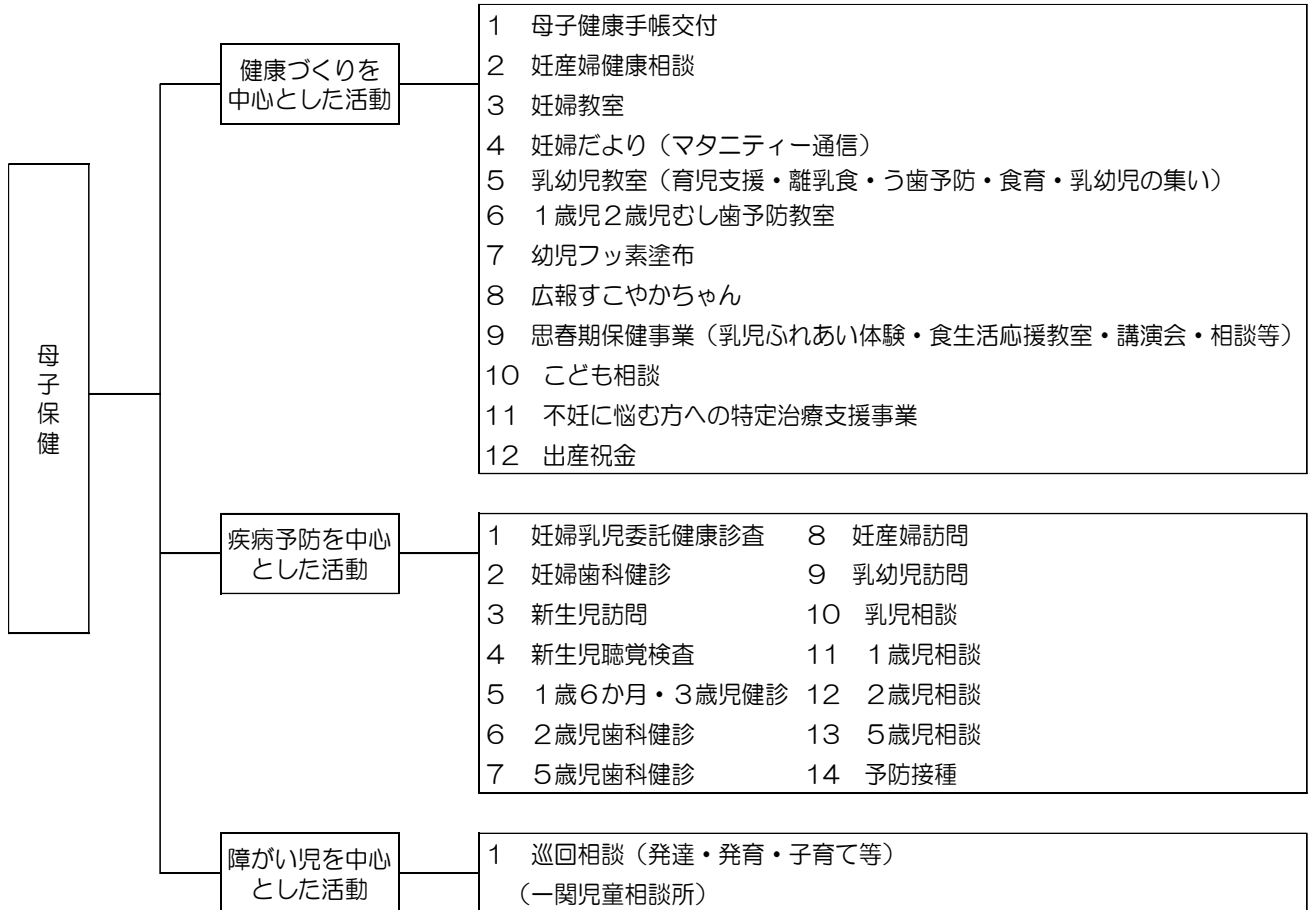 母子保健
健康づくりを
中心とした活動
1 母子健康手帳交付
2 妊産婦健康相談
3 妊婦教室
4 妊婦だより（マタニティー通信）
5 乳幼児教室（育児支援・離乳食・う歯予防・食育・乳幼児の集い）
6 1歳児2歳児むし歯予防教室
7 幼児フッ素塗布
8 広報すこやかちゃん
9 思春期保健事業（乳児ふれあい体験・食生活応援教室・講演会・相談等）
10 こども相談
11 不妊に悩む方への特定治療支援事業
12 出産祝金
疾病予防を中心
とした活動
1 妊婦乳児委託健康診査 8 妊産婦訪問
2 妊婦歯科健診 9 乳幼児訪問
3 新生児訪問 10 乳児相談
4 新生児聴覚検査 11 1歳児相談
5 1歳6か月・3歳児健診 12 2歳児相談
6 2歳児歯科健診 13 5歳児相談
7 5歳児歯科健診 14 予防接種
障がい児を中心
とした活動
1 巡回相談（発達・発育・子育て等）
（一関児童相談所）